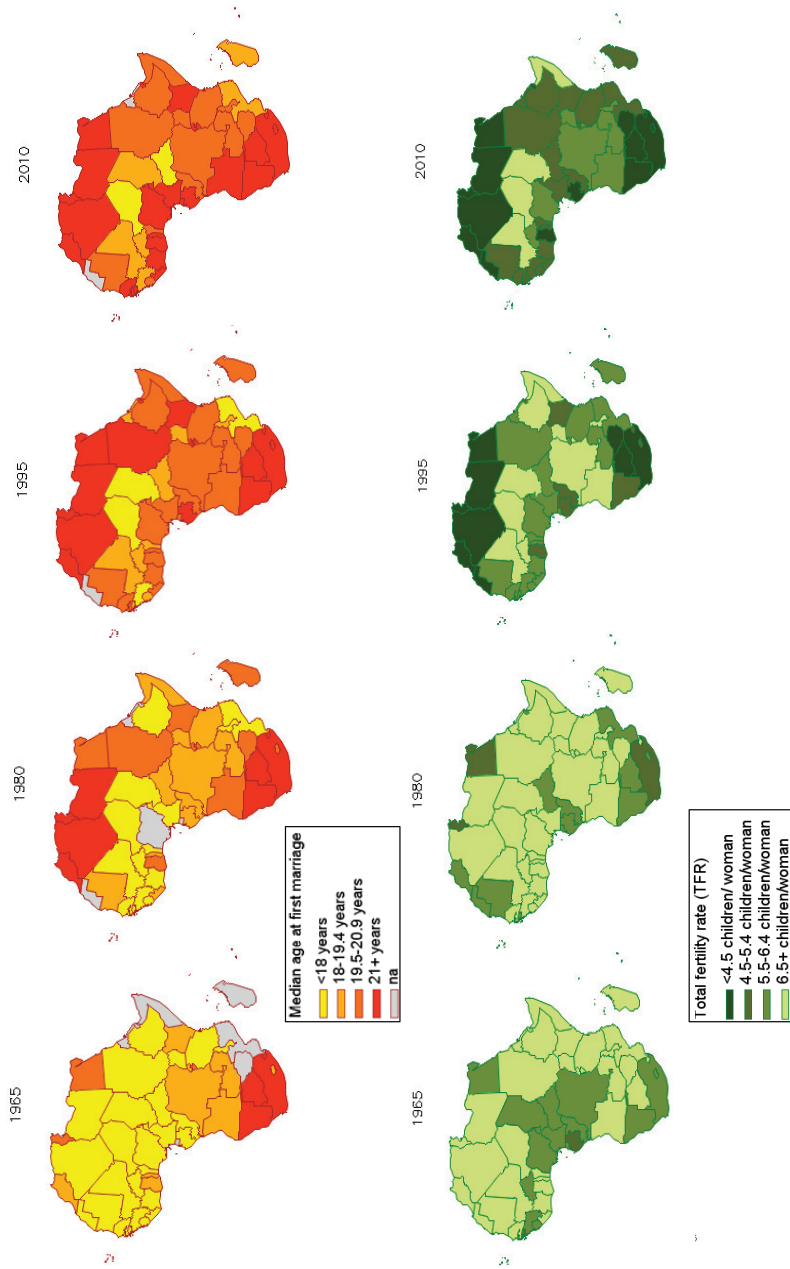 1965
1980
1995
2010
Median age at first marriage
<18 years
18-19.4 years
19.5-20.9 years
21+ years
na
1965
1980
1995
2010
Total fertility rate (TFR)
<4.5 children/ woman
4.5-5.4 children/woman
5.5-6.4 children/woman
6.5+ children/woman